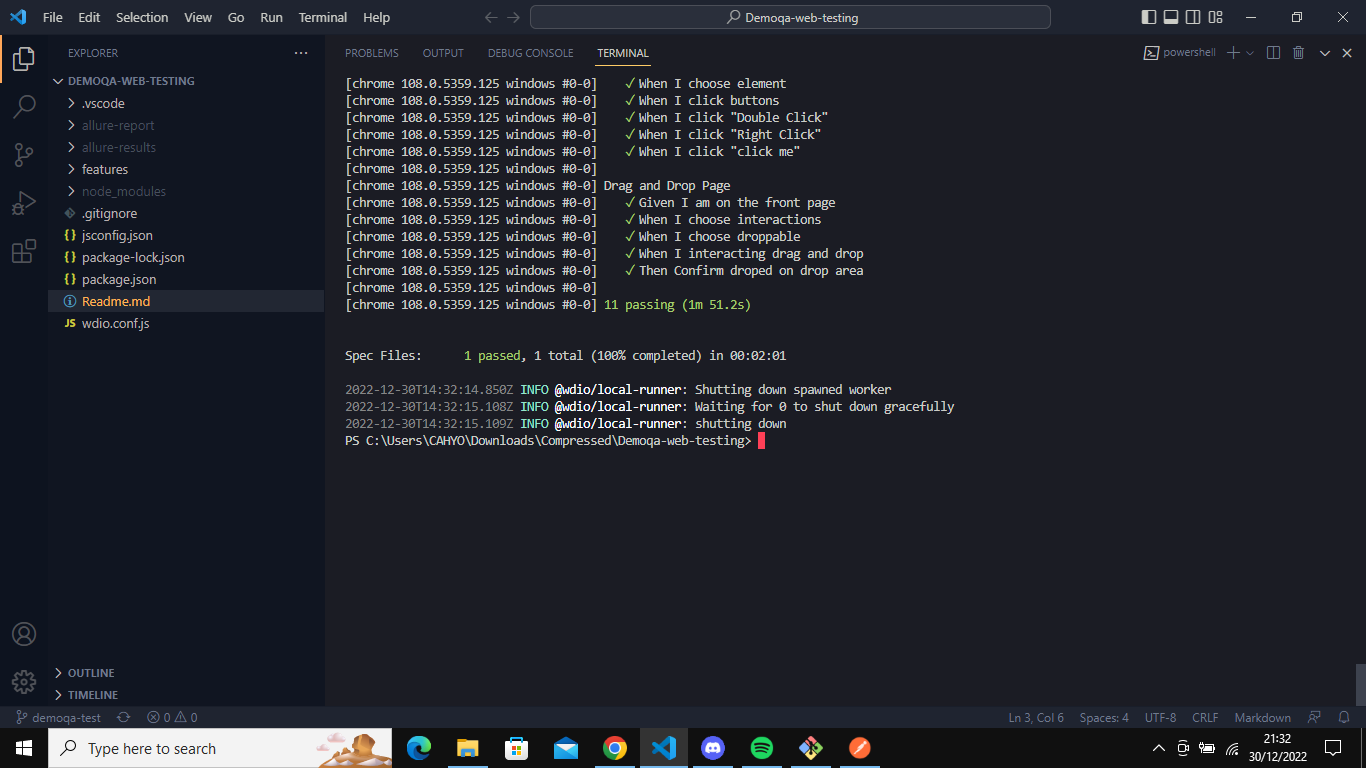 File Edit Selection View Go Run Terminal Help
Demoqa-web-testing
EXPLORER
DEMOQA-WEB-TESTING
.vscode
allure-report
allure-results
features
node_modules
.gitignore
jsconfig.json
package-lock.json
package.json
Readme.md
JS wdio.conf.js
OUTLINE
TIMELINE
PROBLEMS OUTPUT DEBUG CONSOLE TERMINAL
powershell
[chrome 108.0.5359.125 windows #0-0] ✓ When I choose element
[chrome 108.0.5359.125 windows #0-0] ✓ When I click buttons
[chrome 108.0.5359.125 windows #0-0] ✓ When I click "Double Click"
[chrome 108.0.5359.125 windows #0-0] ✓ When I click "Right Click"
[chrome 108.0.5359.125 windows #0-0] ✓ When I click "click me"
[chrome 108.0.5359.125 windows #0-0]
[chrome 108.0.5359.125 windows #0-0] Drag and Drop Page
[chrome 108.0.5359.125 windows #0-0] ✓ Given I am on the front page
[chrome 108.0.5359.125 windows #0-0] ✓ When I choose interactions
[chrome 108.0.5359.125 windows #0-0] ✓ When I choose droppable
[chrome 108.0.5359.125 windows #0-0] ✓ When I interacting drag and drop
[chrome 108.0.5359.125 windows #0-0] ✓ Then Confirm droped on drop area
[chrome 108.0.5359.125 windows #0-0]
[chrome 108.0.5359.125 windows #0-0] 11 passing (1m 51.2s)
Spec Files: 1 passed, 1 total (100% completed) in 00:02:01
2022-12-30T14:32:14.850Z INFO @wdio/local-runner: Shutting down spawned worker
2022-12-30T14:32:15.108Z INFO @wdio/local-runner: Waiting for 0 to shut down gracefully
2022-12-30T14:32:15.109Z INFO @wdio/local-runner: shutting down
PS C:\Users\CAHYO\Downloads\Compressed\Demoqa-web-testing>
demoqa-test 0 0
Ln 3, Col 6 Spaces: 4 UTF-8 CRLF Markdown
Type here to search
21:32
30/12/2022